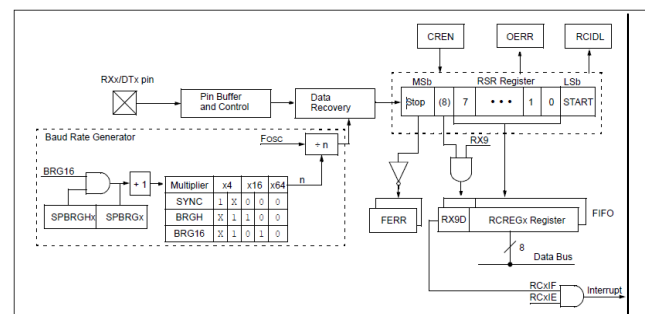 CREN OERR RCIDL
RXx/DTx pin
MSb RSR Register LSb
Pin Buffer
and Control
Data
Recovery
Stop (8) 7 • • • 1 0 START
Baud Rate Generator
FOSC
÷ n
RX9
BRG16
+ 1
n
Multiplier x4 x16 x64
SYNC 1 X 0 0 0
BRGH X 1 1 0 0
BRG16 X 1 0 1 0
SPBRGHx SPBRGx
FERR
RX9D RCREGx Register
FIFO
8
Data Bus
RCxIF
RCxIE
Interrupt